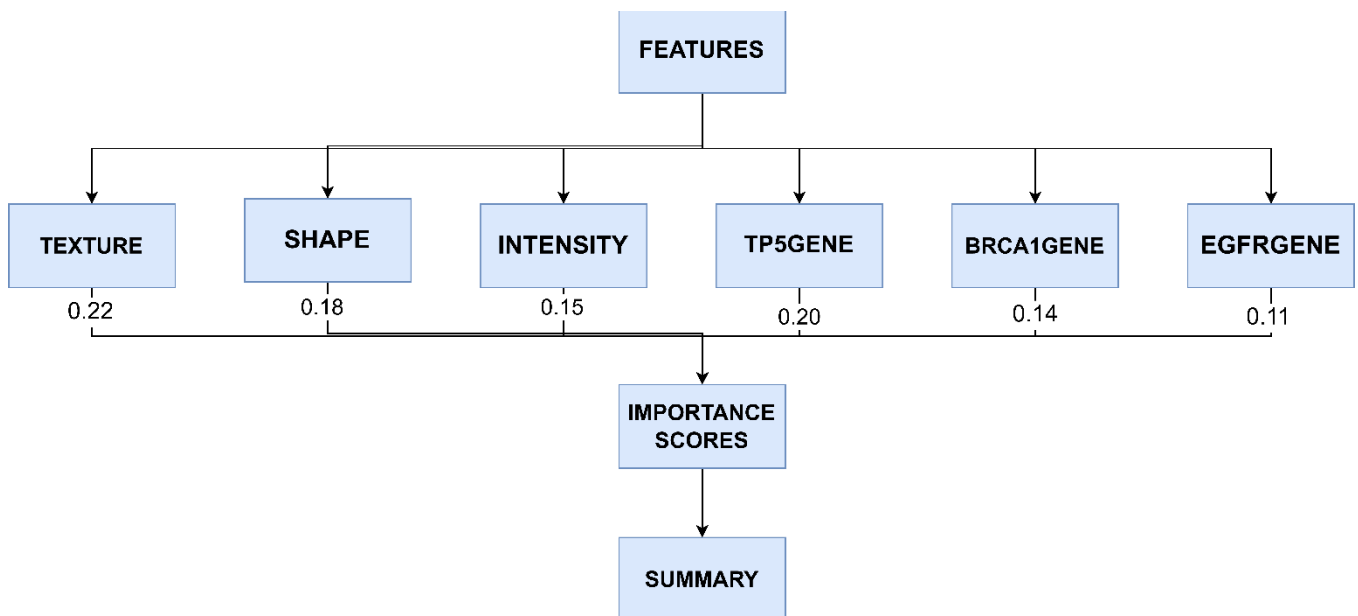 FEATURES
TEXTURE
SHAPE
INTENSITY
TP5GENE
BRCA1GENE
EGFRGENE
0.22
0.18
0.15
0.20
0.14
0.11
IMPORTANCE
SCORES
SUMMARY